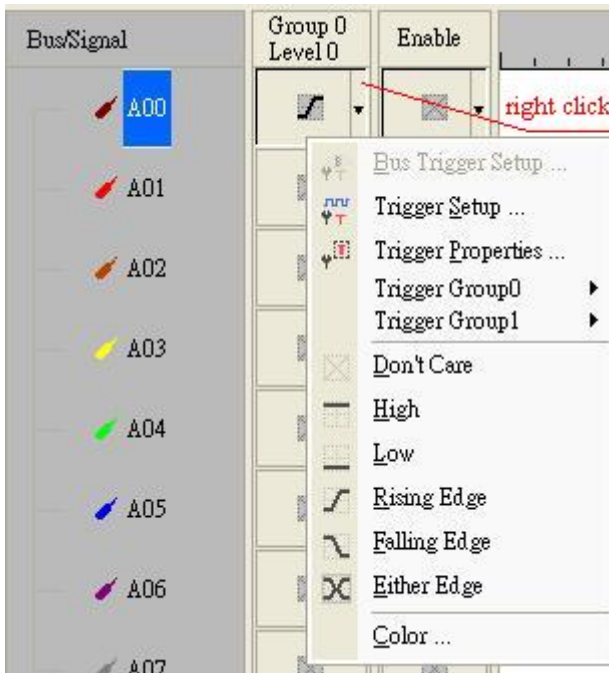 Bus/Signal
Group 0
Level 0
Enable
A00
right click
Bus Trigger Setup ...
A01
Trigger Setup ...
Trigger Properties ...
A02
Trigger Group0
Trigger Group1
A03
Don't Care
High
A04
Low
A05
Rising Edge
Falling Edge
A06
Either Edge
Color ...
A07